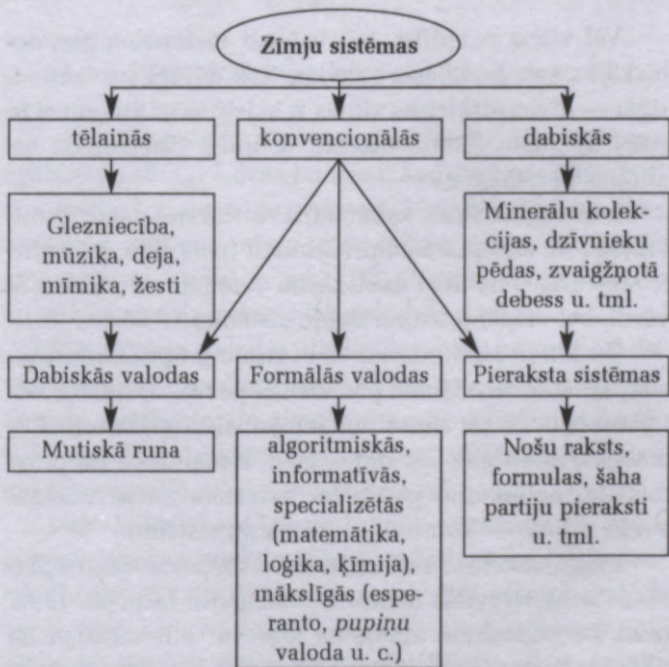 Zīmju sistēmas
tēlainās
konvencionālās
dabiskās
Glezniecība,
mūzika, deja,
mīmika, žesti
Minerālu kolek-
cijas, dzīvnieku
pēdas, zvaigžņotā
debess u. tml.
Dabiskās valodas
Formālās valodas
Pieraksta sistēmas
Mutiskā runa
algoritmiskās,
informatīvās,
specializētās
(matemātika,
loģika, ķīmija),
mākslīgās (espe-
ranto, pupiņu
valoda u. c.)
Nošu raksts,
formulas, šaha
partiju pieraksti
u. tml.